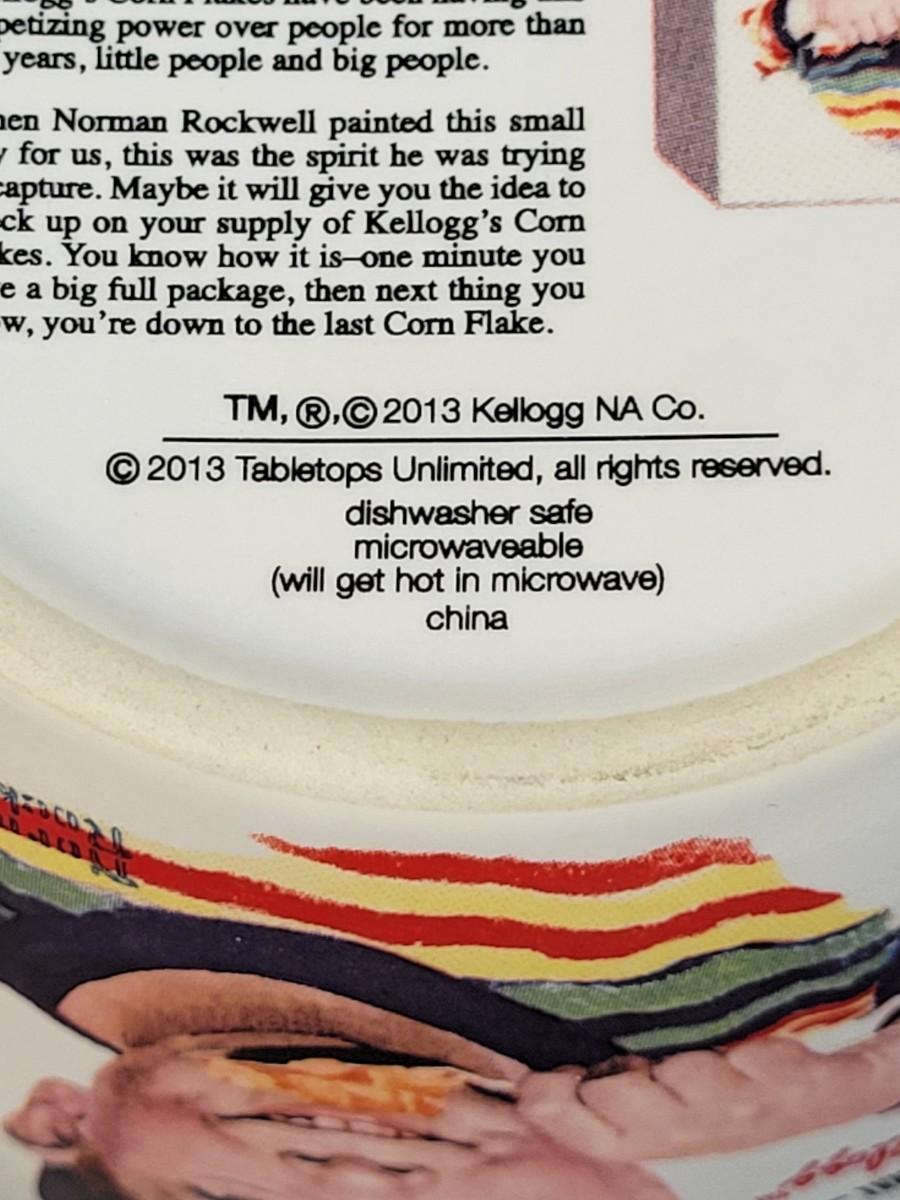 petizing power over people for more than
years, little people and big people.
Norman Rockwell painted this small
for us, this was the spirit he was trying
capture. Maybe it will give you the idea to
up on your supply of Kellogg's Corn
You know how it is—one minute you
a big full package, then next thing you
you're down to the last Corn Flake.
TM, ®, © 2013 Kellogg NA Co.
© 2013 Tabletops Unlimited, all rights reserved.
dishwasher safe
microwaveable
(will get hot in microwave)
china